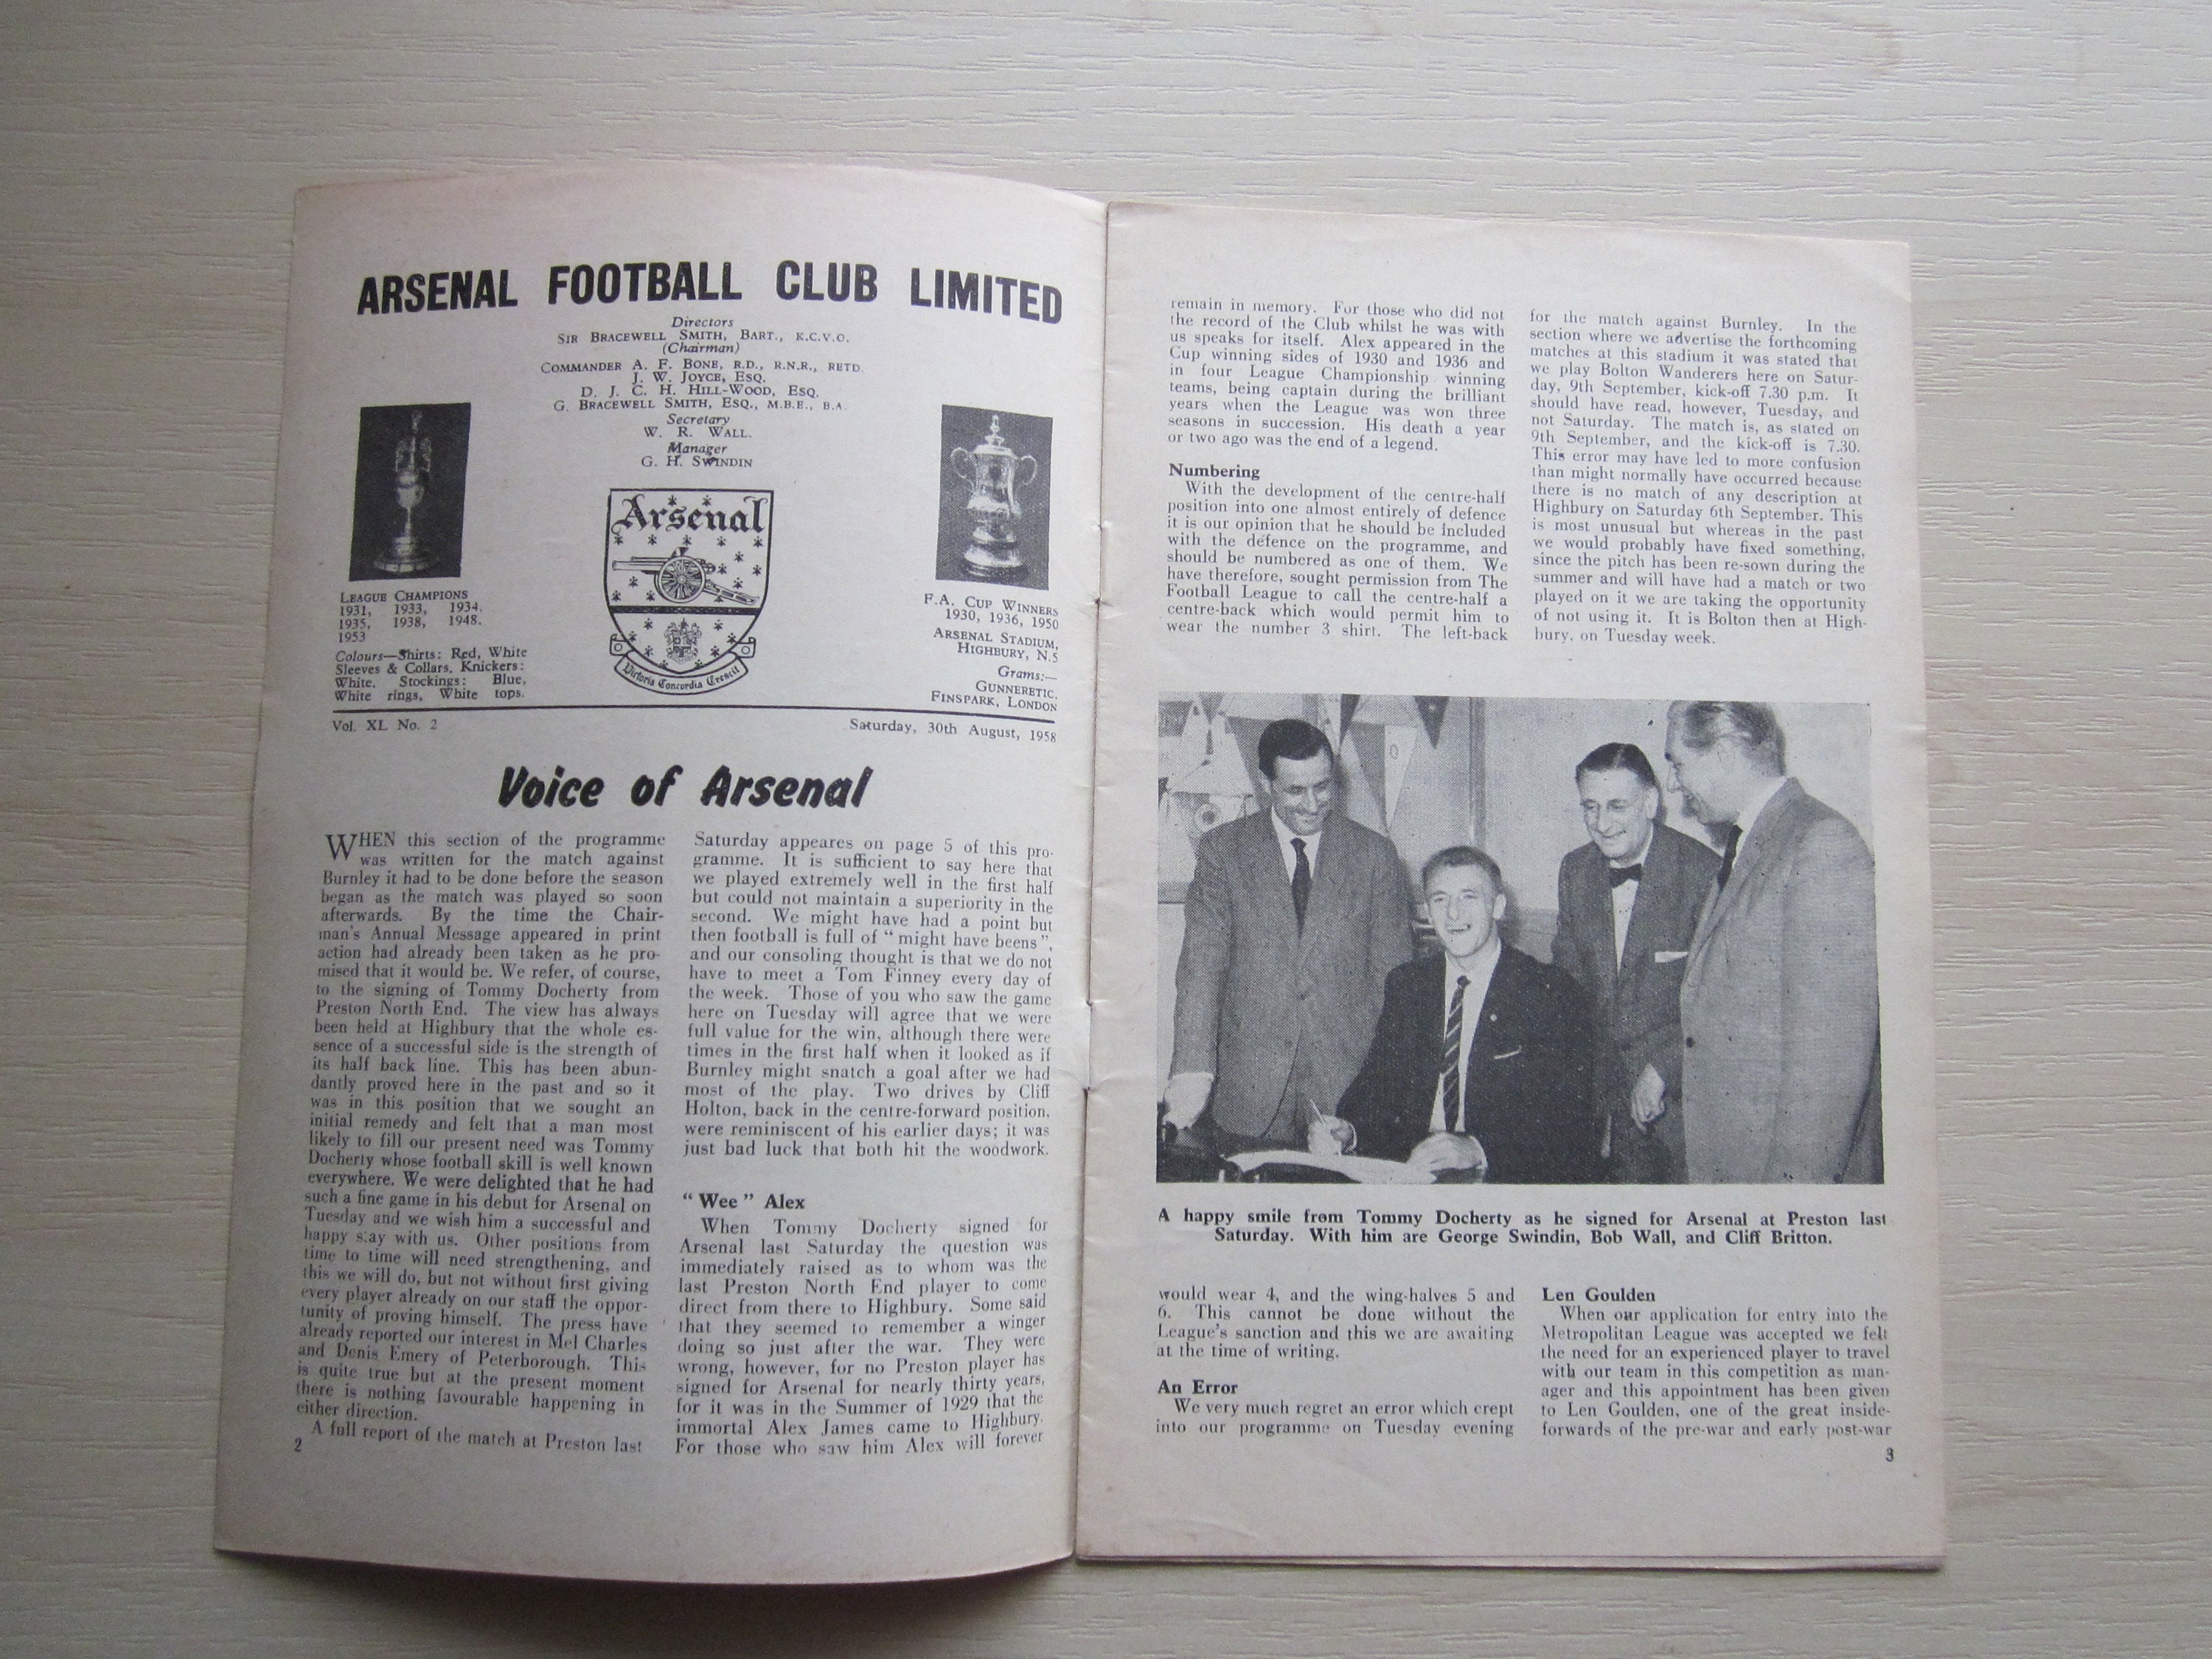 ARSENAL FOOTBALL CLUB LIMITED
Directors
SIR BRACEWELL SMITH, BART., K.C.V.O.
(Chairman)
COMMANDER A. F. BONE, R.D., R.N.R., RETD.
J. W. JOYCE, ESQ.
D. J. C. H. HILL-WOOD, ESQ.
G. BRACEWELL SMITH, ESQ., M.B.E., B.A.
Secretary
W. R. WALL.
Manager
G. H. SWINDIN
Arsenal
Victoria Concordia Crescit
LEAGUE CHAMPIONS
1931, 1933, 1934.
1935, 1938, 1948.
1953
Colours—Shirts: Red, White
Sleeves & Collars, Knickers:
White. Stockings: Blue,
White rings, White tops.
F.A. CUP WINNERS
1930, 1936, 1950
ARSENAL STADIUM,
HIGHBURY, N.5
Grams:—
GUNNERETIC,
FINSPARK, LONDON
Vol. XL No. 2
Saturday, 30th August, 1958
Voice of Arsenal
WHEN this section of the programme
was written for the match against
Burnley it had to be done before the season
began as the match was played so soon
afterwards. By the time the Chair-
man's Annual Message appeared in print
action had already been taken as he pro-
mised that it would be. We refer, of course,
to the signing of Tommy Docherty from
Preston North End. The view has always
been held at Highbury that the whole es-
sence of a successful side is the strength of
its half back line. This has been abun-
dantly proved here in the past and so it
was in this position that we sought an
initial remedy and felt that a man most
likely to fill our present need was Tommy
Docherty whose football skill is well known
everywhere. We were delighted that he had
such a fine game in his debut for Arsenal on
Tuesday and we wish him a successful and
happy stay with us. Other positions from
time to time will need strengthening, and
this we will do, but not without first giving
every player already on our staff the oppor-
tunity of proving himself. The press have
already reported our interest in Mel Charles
and Denis Emery of Peterborough. This
is quite true but at the present moment
there is nothing favourable happening in
either direction.
A full report of the match at Preston last
2
Saturday appeares on page 5 of this pro-
gramme. It is sufficient to say here that
we played extremely well in the first half
but could not maintain a superiority in the
second. We might have had a point but
then football is full of "might have beens",
and our consoling thought is that we do not
have to meet a Tom Finney every day of
the week. Those of you who saw the game
here on Tuesday will agree that we were
full value for the win, although there were
times in the first half when it looked as if
Burnley might snatch a goal after we had
most of the play. Two drives by Cliff
Holton, back in the centre-forward position,
were reminiscent of his earlier days; it was
just bad luck that both hit the woodwork.
"Wee" Alex
When Tommy Docherty signed for
Arsenal last Saturday the question was
immediately raised as to whom was the
last Preston North End player to come
direct from there to Highbury. Some said
that they seemed to remember a winger
doing so just after the war. They were
wrong, however, for no Preston player has
signed for Arsenal for nearly thirty years,
for it was in the Summer of 1929 that the
immortal Alex James came to Highbury.
For those who saw him Alex will forever
remain in memory. For those who did not
the record of the Club whilst he was with
us speaks for itself. Alex appeared in the
Cup winning sides of 1930 and 1936 and
in four League Championship winning
teams, being captain during the brilliant
years when the League was won three
seasons in succession. His death a year
or two ago was the end of a legend.
Numbering
With the development of the centre-half
position into one almost entirely of defence
it is our opinion that he should be included
with the defence on the programme, and
should be numbered as one of them. We
have therefore, sought permission from The
Football League to call the centre-half a
centre-back which would permit him to
wear the number 3 shirt. The left-back
for the match against Burnley. In the
section where we advertise the forthcoming
matches at this stadium it was stated that
we play Bolton Wanderers here on Satur-
day, 9th September, kick-off 7.30 p.m. It
should have read, however, Tuesday, and
not Saturday. The match is, as stated on
9th September, and the kick-off is 7.30.
This error may have led to more confusion
than might normally have occurred because
there is no match of any description at
Highbury on Saturday 6th September. This
is most unusual but whereas in the past
we would probably have fixed something,
since the pitch has been re-sown during the
summer and will have had a match or two
played on it we are taking the opportunity
of not using it. It is Bolton then at High-
bury, on Tuesday week.
A happy smile from Tommy Docherty as he signed for Arsenal at Preston last
Saturday. With him are George Swindin, Bob Wall, and Cliff Britton.
would wear 4, and the wing-halves 5 and
6. This cannot be done without the
League's sanction and this we are awaiting
at the time of writing.
An Error
We very much regret an error which crept
into our programme on Tuesday evening
Len Goulden
When our application for entry into the
Metropolitan League was accepted we felt
the need for an experienced player to travel
with our team in this competition as man-
ager and this appointment has been given
to Len Goulden, one of the great inside-
forwards of the pre-war and early post-war
3